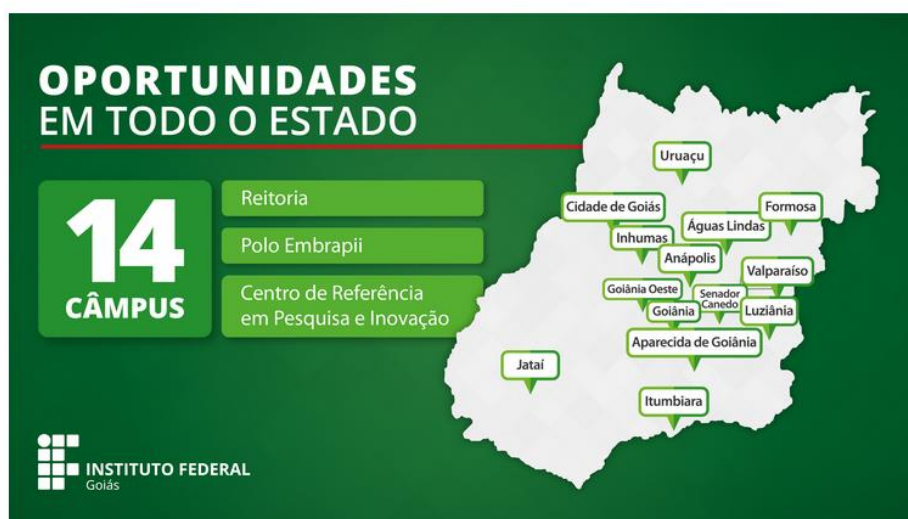 OPORTUNIDADES
EM TODO O ESTADO
14
CÂMPUS
Reitoria
Polo Embrapii
Centro de Referência
em Pesquisa e Inovação
Uruaçu
Cidade de Goiás
Formosa
Águas Lindas
Inhumas
Anápolis
Valparaíso
Goiânia Oeste
Senador
Canedo
Goiânia
Luziânia
Aparecida de Goiânia
Jataí
Itumbiara
INSTITUTO FEDERAL
Goiás